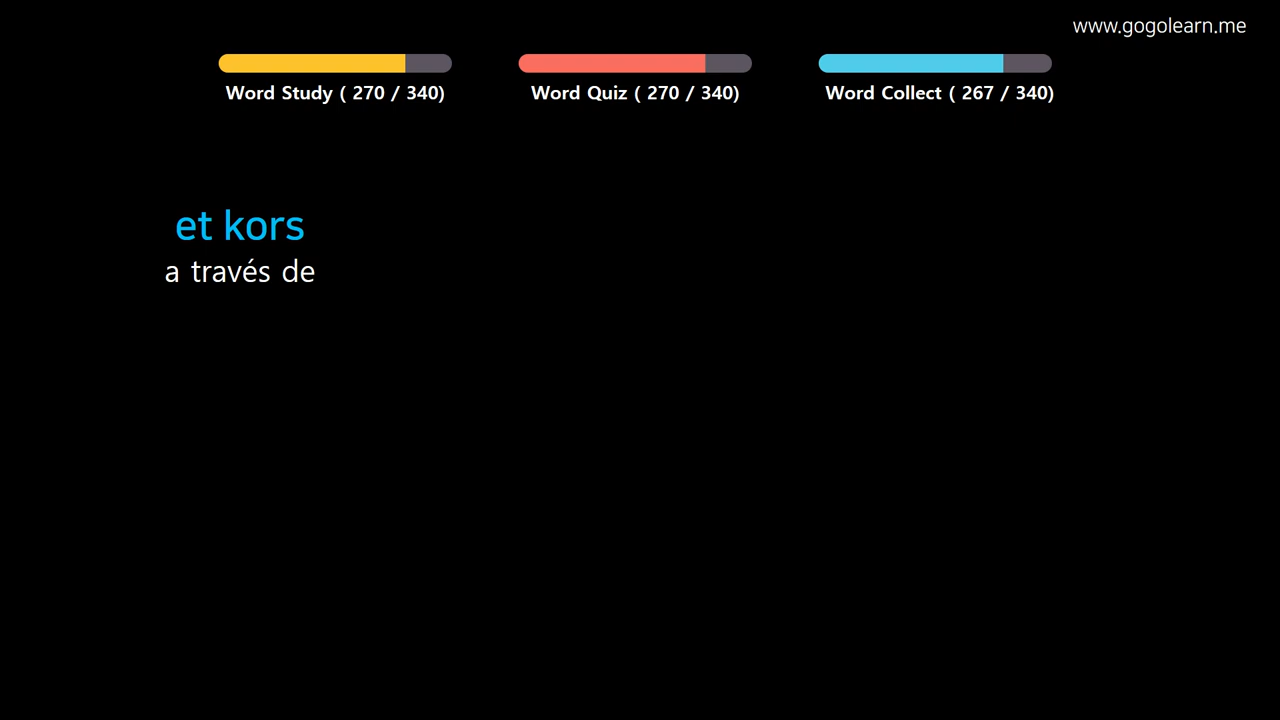 www.gogolearn.me
Word Study ( 270 / 340)
Word Quiz ( 270 / 340)
Word Collect ( 267 / 340)
et kors
a través de